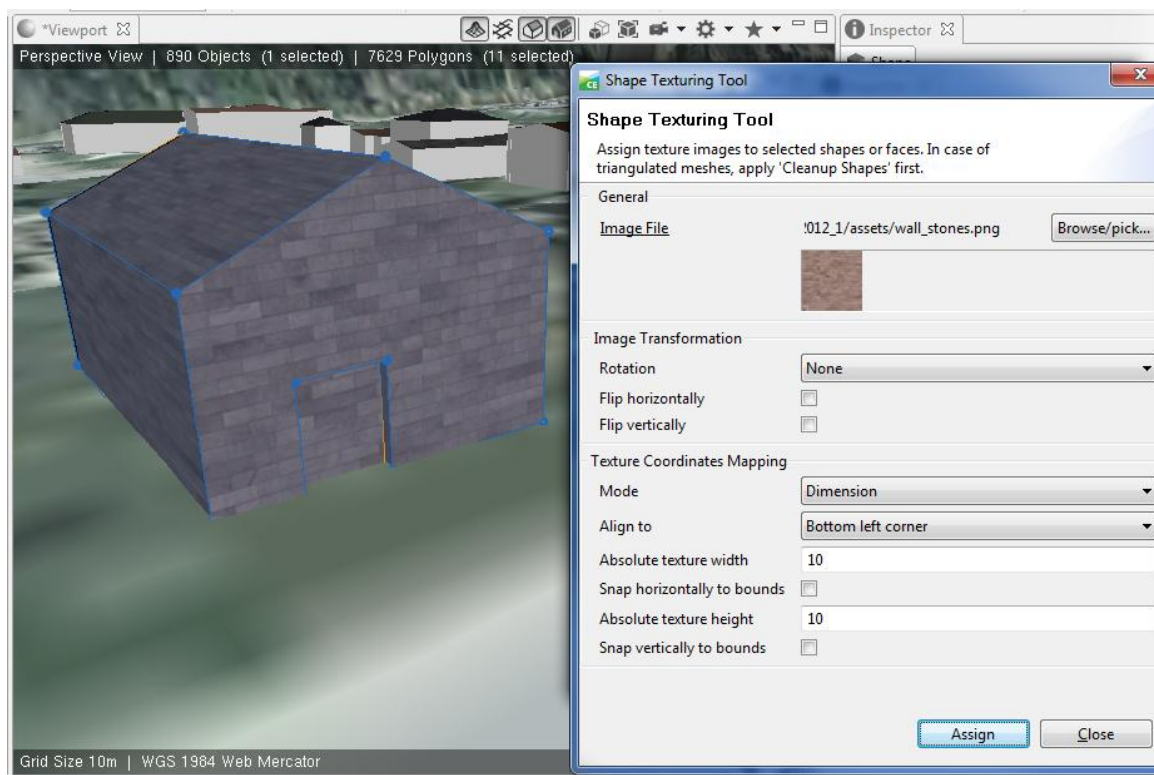 *Viewport
Inspector
Perspective View | 890 Objects (1 selected) | 7629 Polygons (11 selected)
Shape
CE Shape Texturing Tool
Shape Texturing Tool
Assign texture images to selected shapes or faces. In case of
triangulated meshes, apply 'Cleanup Shapes' first.
General
Image File
2012_1/assets/wall_stones.png
Browse/pick...
Image Transformation
Rotation
None
Flip horizontally
Flip vertically
Texture Coordinates Mapping
Mode
Dimension
Align to
Bottom left corner
Absolute texture width
10
Snap horizontally to bounds
Absolute texture height
10
Snap vertically to bounds
Assign
Close
Grid Size 10m | WGS 1984 Web Mercator